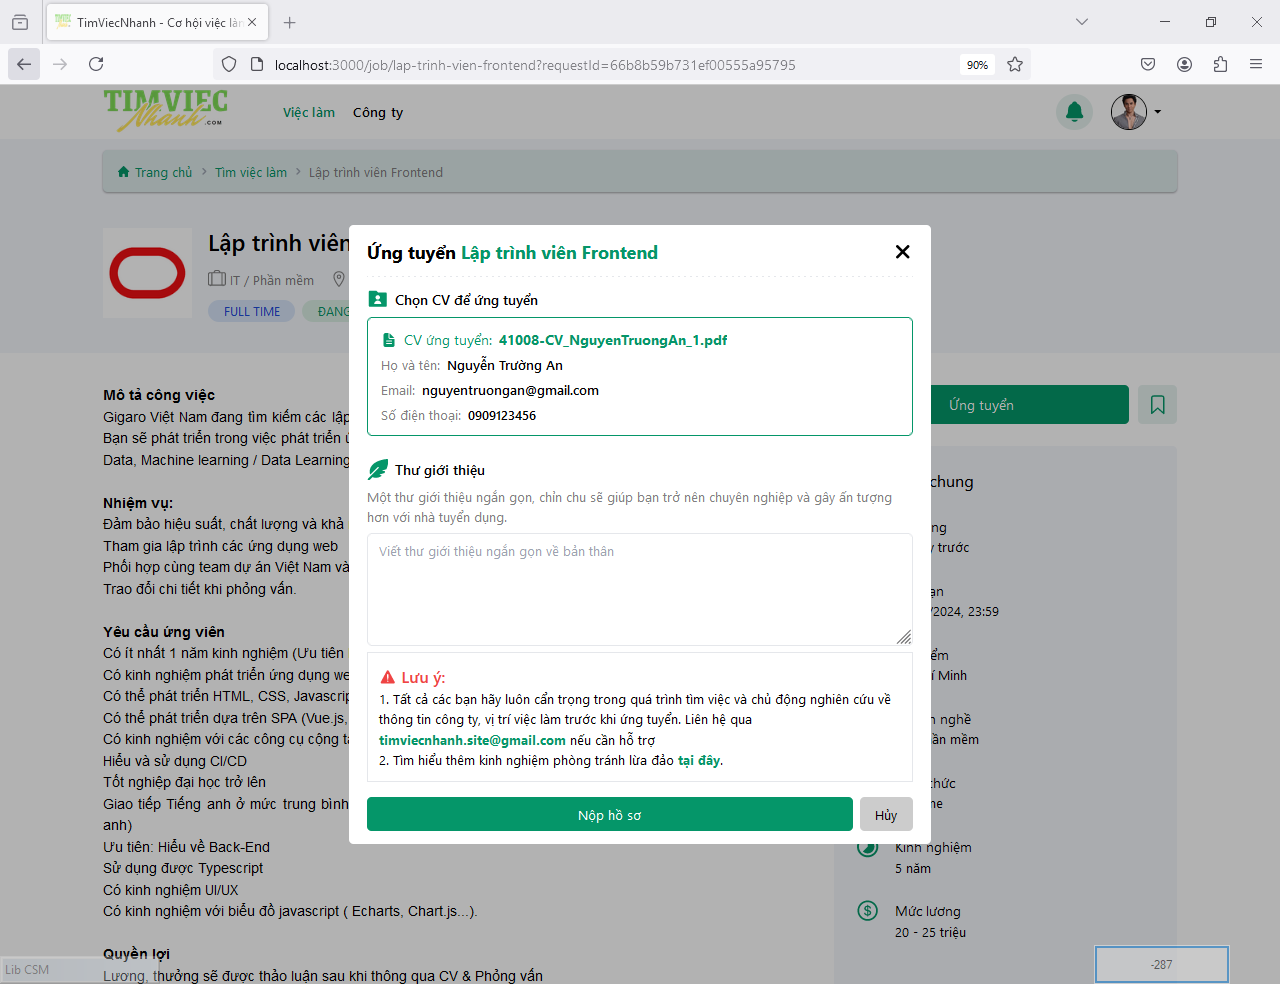 TimViecNhanh - Cơ hội việc làm
localhost:3000/job/lap-trinh-vien-frontend?requestId=66b8b59b731ef00555a95795
90%
TIMVIEC
Nhanh .COM
Việc làm
Công ty
Trang chủ
Tìm việc làm
Lập trình viên Frontend
Lập trình viên
IT / Phần mềm
FULL TIME
ĐANG
Ứng tuyển Lập trình viên Frontend
Chọn CV để ứng tuyển
CV ứng tuyển: 41008-CV_NguyenTruongAn_1.pdf
Họ và tên: Nguyễn Trường An
Email: nguyentruongan@gmail.com
Số điện thoại: 0909123456
Thư giới thiệu
Một thư giới thiệu ngắn gọn, chỉn chu sẽ giúp bạn trở nên chuyên nghiệp và gây ấn tượng
hơn với nhà tuyển dụng.
Viết thư giới thiệu ngắn gọn về bản thân
Lưu ý:
1. Tất cả các bạn hãy luôn cẩn trọng trong quá trình tìm việc và chủ động nghiên cứu về
thông tin công ty, vị trí việc làm trước khi ứng tuyển. Liên hệ qua
timviecnhanh.site@gmail.com nếu cần hỗ trợ
2. Tìm hiểu thêm kinh nghiệm phòng tránh lừa đảo tại đây.
Nộp hồ sơ
Hủy
Mô tả công việc
Gigaro Việt Nam đang tìm kiếm các lập
Bạn sẽ phát triển trong việc phát triển
Data, Machine learning / Data Learning
Nhiệm vụ:
Đảm bảo hiệu suất, chất lượng và khả
Tham gia lập trình các ứng dụng web
Phối hợp cùng team dự án Việt Nam và
Trao đổi chi tiết khi phỏng vấn.
Yêu cầu ứng viên
Có ít nhất 1 năm kinh nghiệm (Ưu tiên
Có kinh nghiệm phát triển ứng dụng we
Có thể phát triển HTML, CSS, Javascrip
Có thể phát triển dựa trên SPA (Vue.js,
Có kinh nghiệm với các công cụ cộng tá
Hiểu và sử dụng CI/CD
Tốt nghiệp đại học trở lên
Giao tiếp Tiếng anh ở mức trung bình
anh)
Ưu tiên: Hiểu về Back-End
Sử dụng được Typescript
Có kinh nghiệm UI/UX
Có kinh nghiệm với biểu đồ javascript ( Echarts, Chart.js...).
Quyền lợi
Lương, thưởng sẽ được thảo luận sau khi thông qua CV & Phỏng vấn
Ứng tuyển
chung
ng
trước
ạn
/2024, 23:59
ểm
í Minh
nghề
ần mềm
thức
me
Kinh nghiệm
5 năm
Mức lương
20 - 25 triệu
Lib CSM
-287